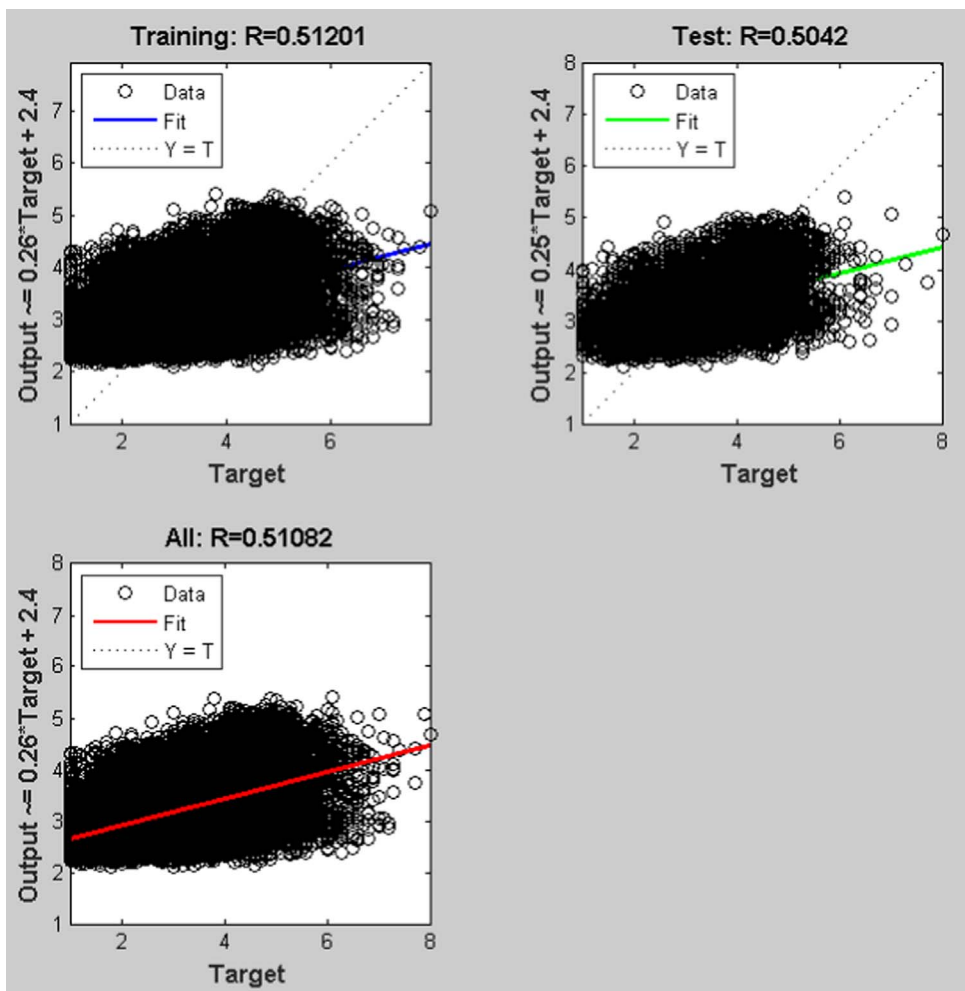 Training: R=0.51201
Output ~= 0.26*Target + 2.4
Data
Fit
Y = T
7
6
5
4
3
2
1
2
4
6
Target
Test: R=0.5042
Output ~= 0.25*Target + 2.4
Data
Fit
Y = T
8
7
6
5
4
3
2
1
2
4
6
8
Target
All: R=0.51082
Output ~= 0.26*Target + 2.4
Data
Fit
Y = T
8
7
6
5
4
3
2
1
2
4
6
8
Target